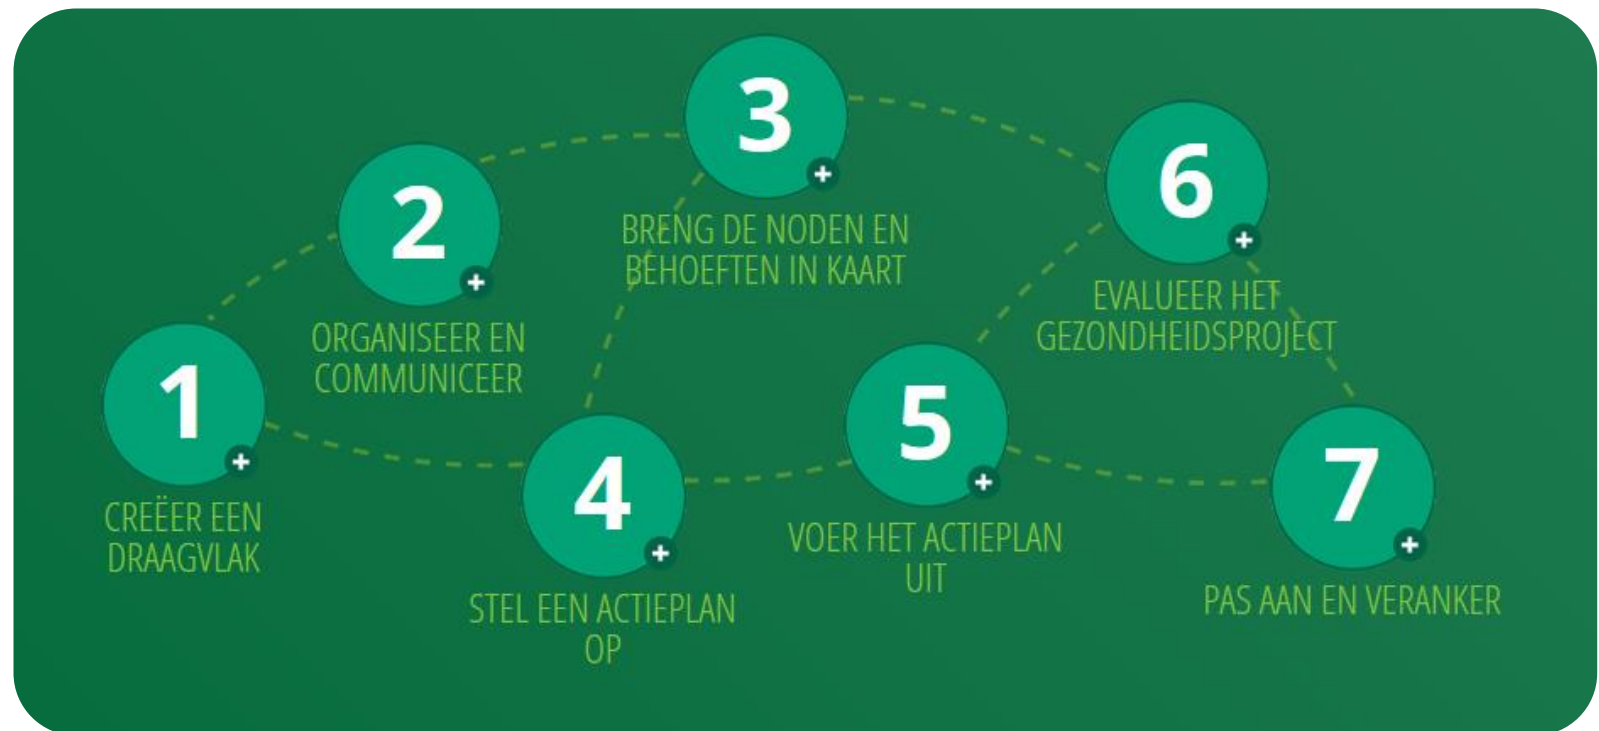 1
CREËER EEN
DRAAGVLAK
2
ORGANISEER EN
COMMUNICEER
3
BRENG DE NODEN EN
BEHOEFTEN IN KAART
4
STEL EEN ACTIEPLAN
OP
5
VOER HET ACTIEPLAN
UIT
6
EVALUEER HET
GEZONDHEIDSPROJECT
7
PAS AAN EN VERANKER